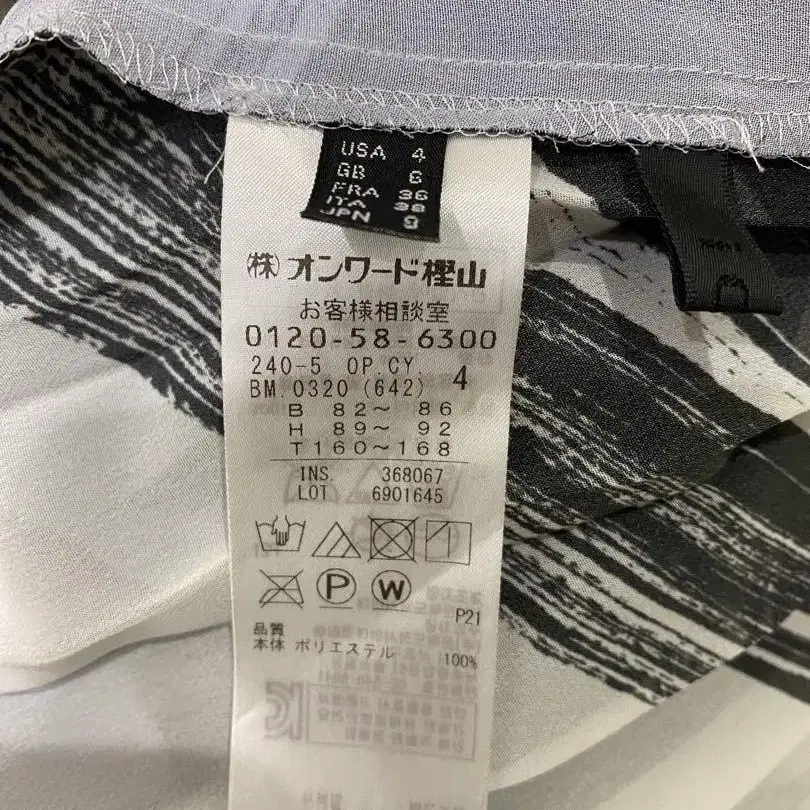 USA 4
GB 6
FRA 36
ITA 38
JPN 9
(株)オンワード樫山
お客様相談室
0120-58-6300
240-5 OP.CY.
BM.0320(642) 4
B 82～ 86
H 89～ 92
T160～168
INS. 368067
LOT 6901645
P W
P21
品質
本体 ポリエステル 100%